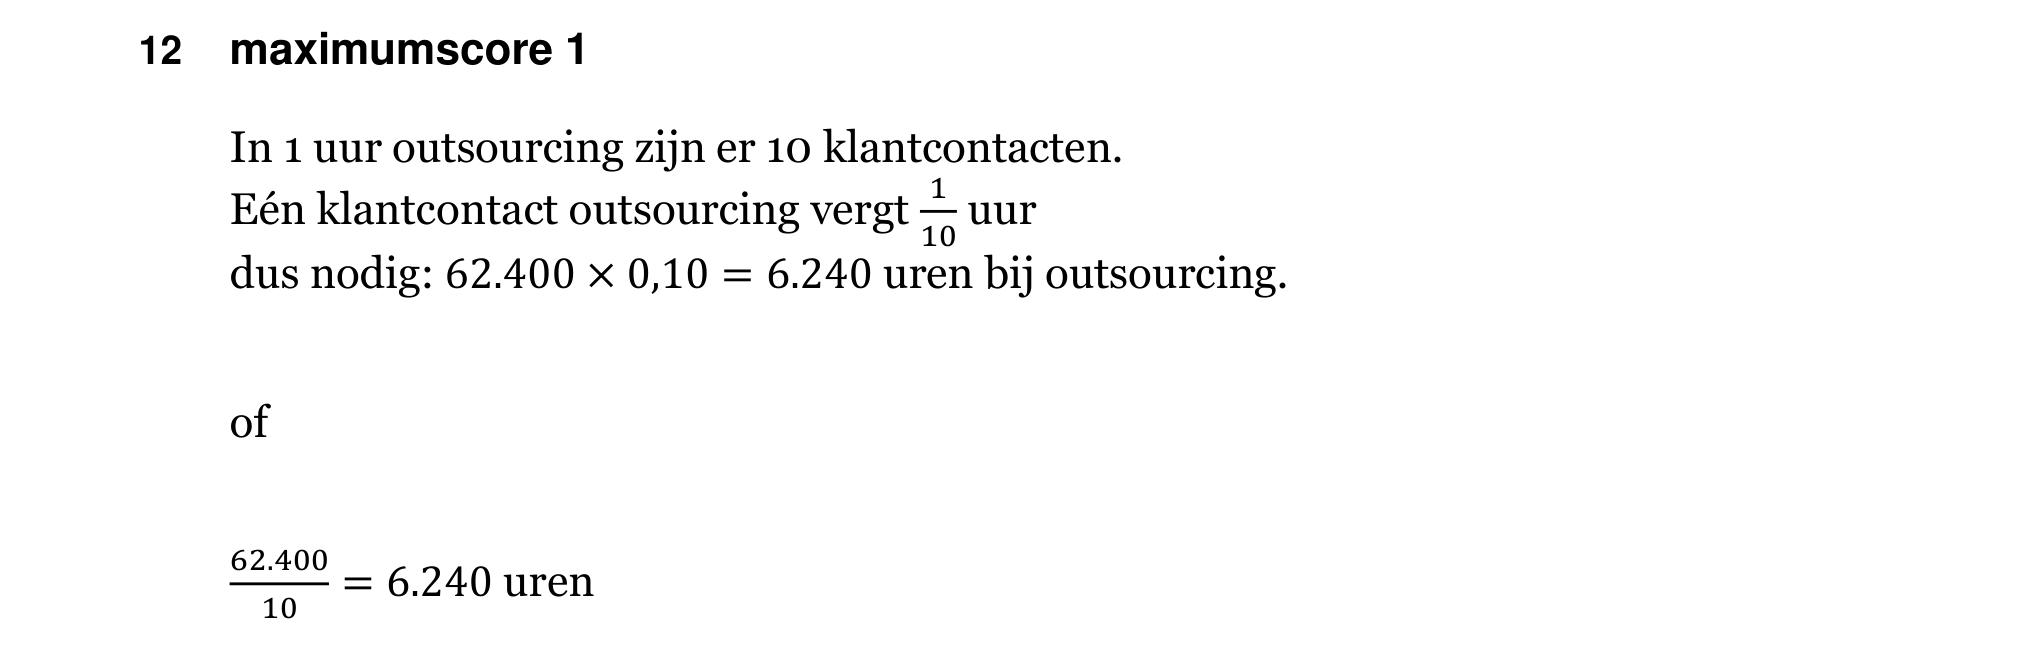 12 maximumscore 1
In 1 uur outsourcing zijn er 10 klantcontacten.
Eén klantcontact outsourcing vergt 1/10 uur
dus nodig: 62.400 × 0,10 = 6.240 uren bij outsourcing.
of
62.400/10 = 6.240 uren